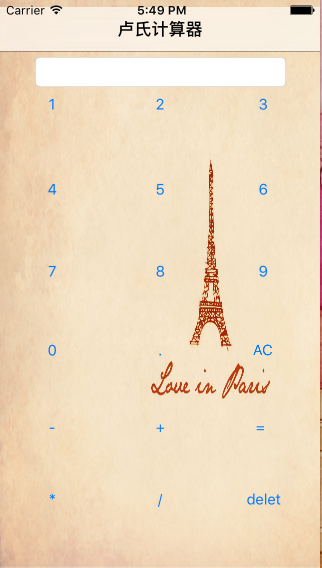 Carrier 5:49 PM
卢氏计算器
1 2 3
4 5 6
7 8 9
0 . AC
Love in Paris
- + =
* / delet